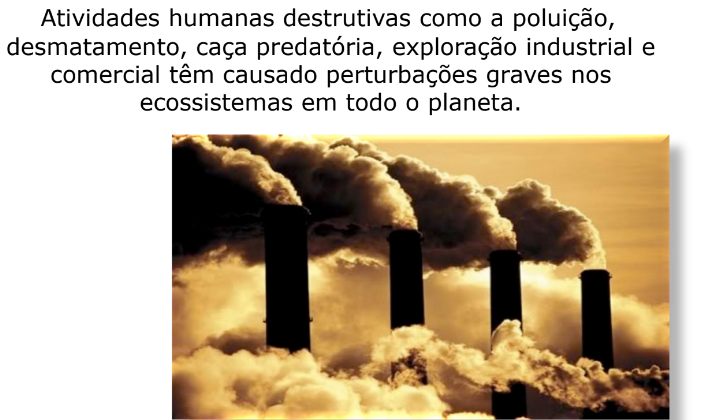 Atividades humanas destrutivas como a poluição,
desmatamento, caça predatória, exploração industrial e
comercial têm causado perturbações graves nos
ecossistemas em todo o planeta.